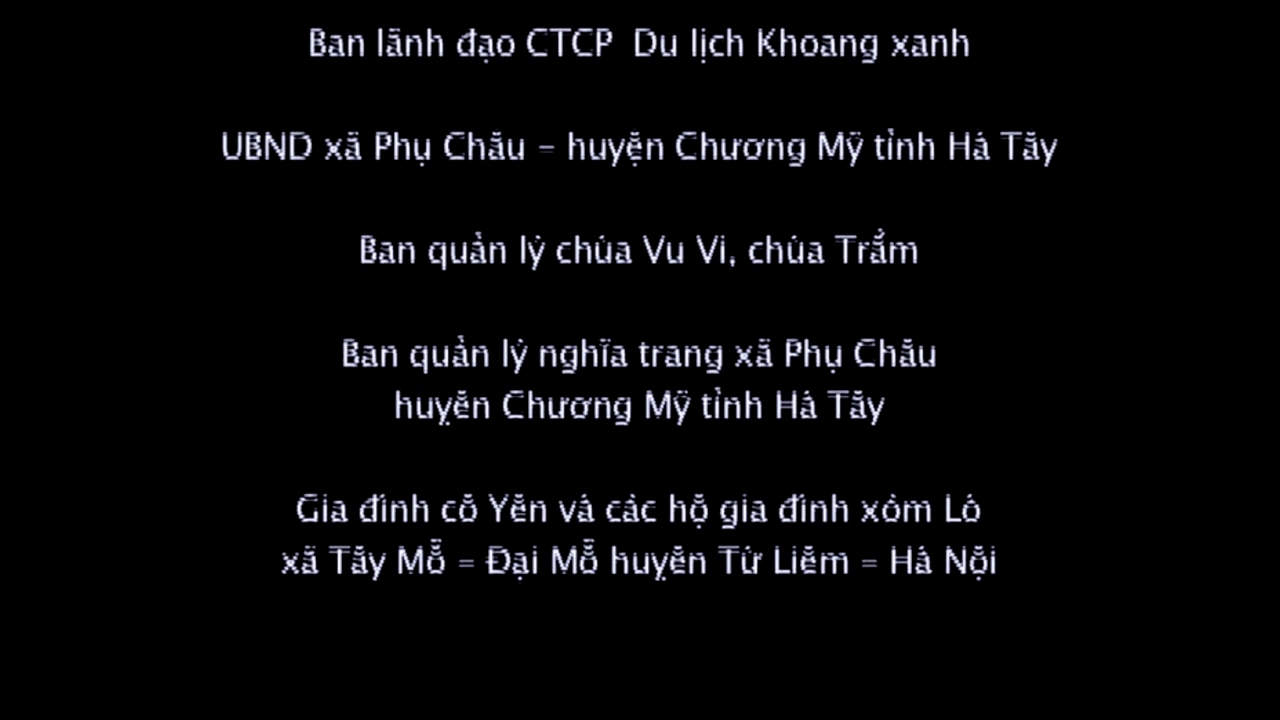 Ban lãnh đạo CTCP Du lịch Khoang xanh
UBND xã Phụ Châu - huyện Chương Mỹ tỉnh Hà Tây
Ban quản lý chùa Vu Vi, chùa Trầm
Ban quản lý nghĩa trang xã Phụ Châu
huyện Chương Mỹ tỉnh Hà Tây
Gia đình cô Yên và các hộ gia đình xóm Lò
xã Tây Mỗ = Đại Mỗ huyện Từ Liêm = Hà Nội